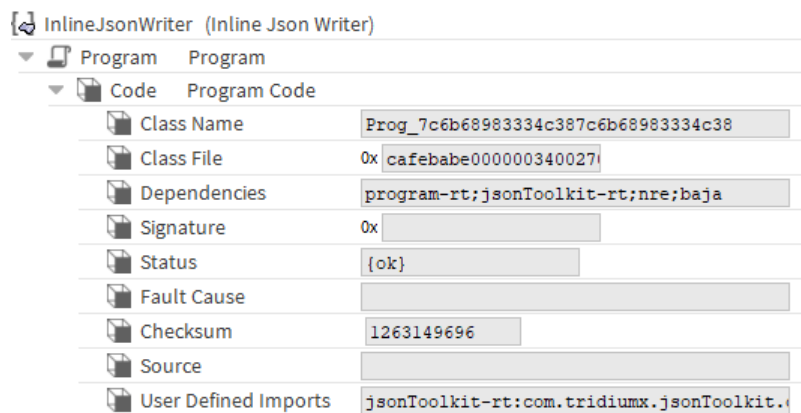 InlineJsonWriter (Inline Json Writer)
Program Program
Code Program Code
Class Name Prog_7c6b68983334c387c6b68983334c38
Class File 0x cafebabe0000003400270
Dependencies program-rt;jsonToolkit-rt;nre;baja
Signature 0x
Status {ok}
Fault Cause
Checksum 1263149696
Source
User Defined Imports jsonToolkit-rt:com.tridiumx.jsonToolkit.